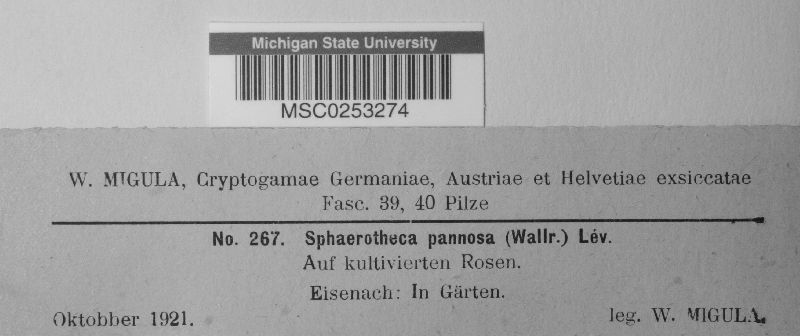 Michigan State University
MSC0253274
W. MIGULA, Cryptogamae Germaniae, Austriae et Helvetiae exsiccatae
Fasc. 39, 40 Pilze
No. 267. Sphaerotheca pannosa (Wallr.) Lév.
Auf kultivierten Rosen.
Eisenach: In Gärten.
Oktobber 1921. leg. W. MIGULA.